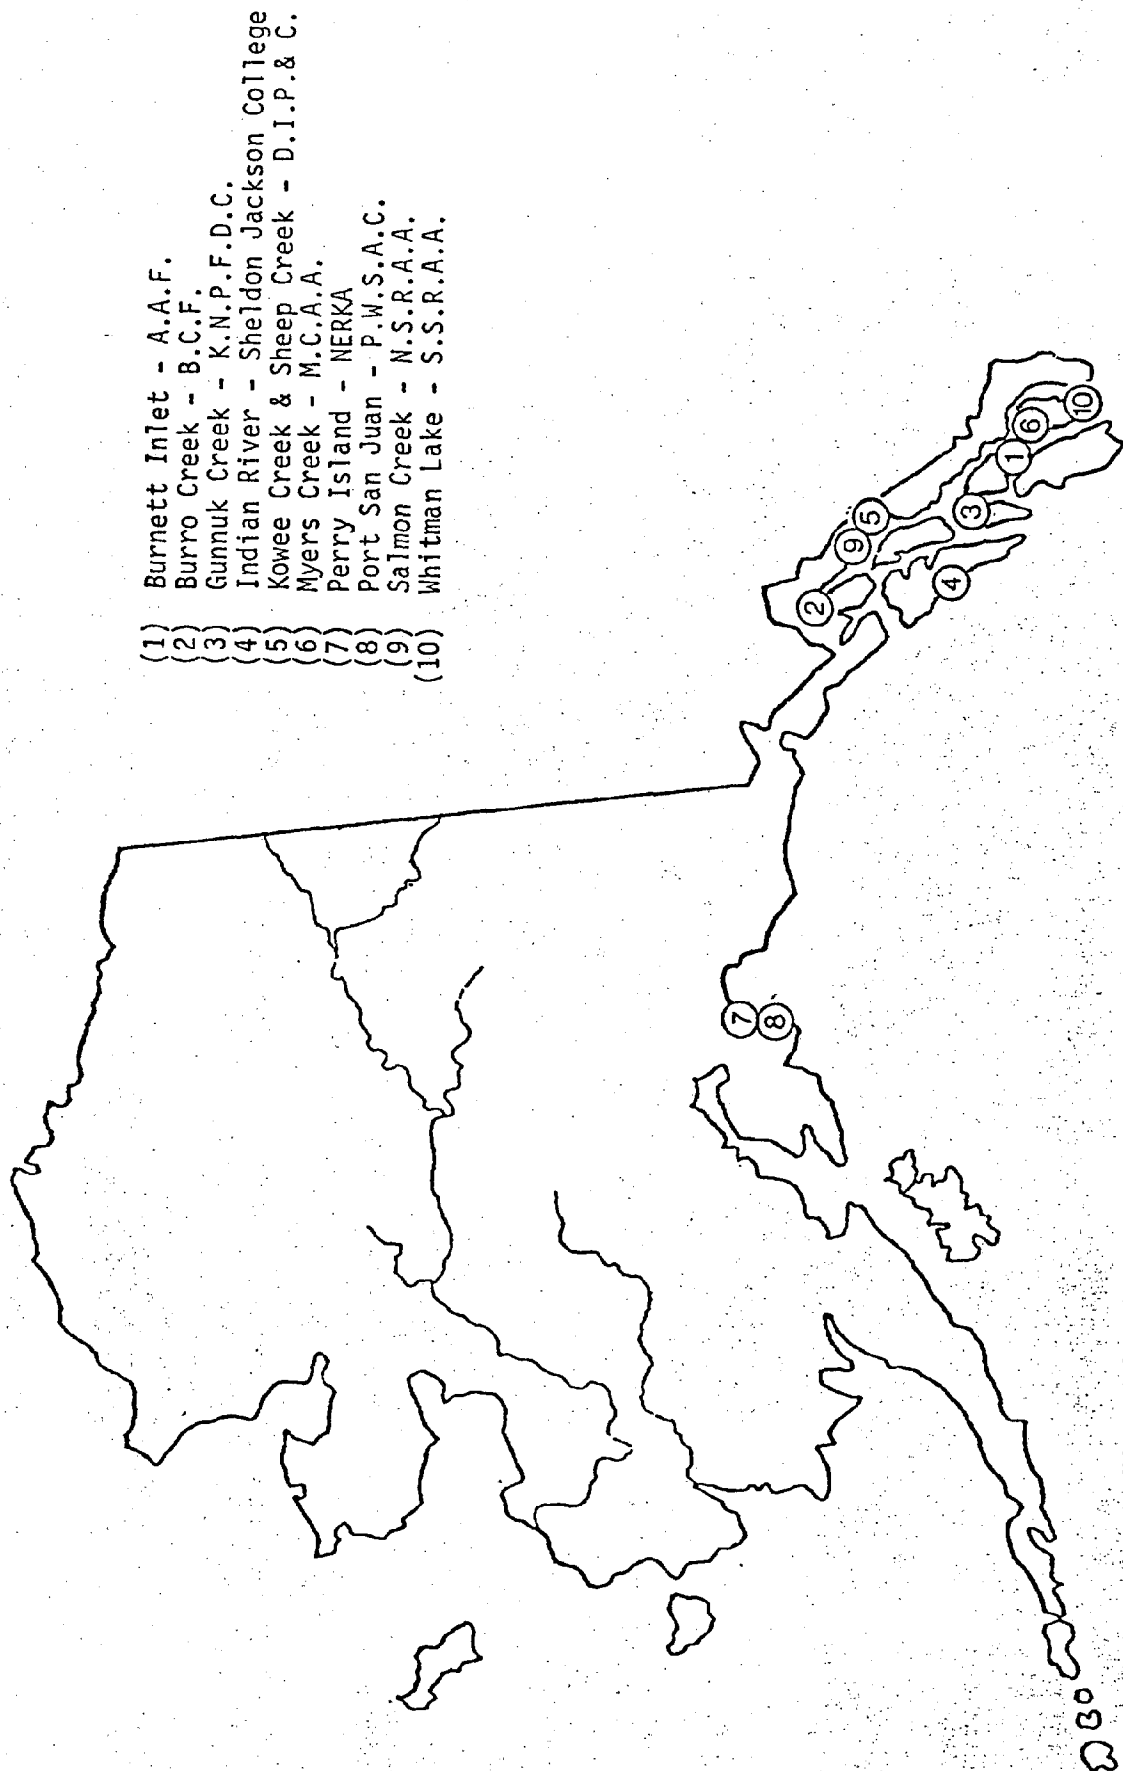 (1) Burnett Inlet - A.A.F.
(2) Burro Creek - B.C.F.
(3) Gunnuk Creek - K.N.P.F.D.C.
(4) Indian River - Sheldon Jackson College
(5) Kowee Creek & Sheep Creek - D.I.P.& C.
(6) Myers Creek - M.C.A.A.
(7) Perry Island - NERKA
(8) Port San Juan - P.W.S.A.C.
(9) Salmon Creek - N.S.R.A.A.
(10) Whitman Lake - S.S.R.A.A.
2
9
5
4
3
1
6
10
7
8